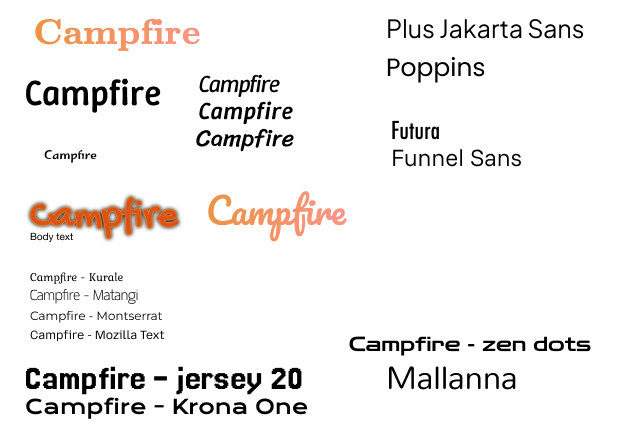 Campfire
Plus Jakarta Sans
Poppins
Campfire
Campfire
Campfire
Campfire
Campfire
Futura
Funnel Sans
Campfire
Body text
Campfire
Campfire - Kurale
Campfire - Matangi
Campfire - Montserrat
Campfire - Mozilla Text
Campfire - zen dots
Campfire - jersey 20
Mallanna
Campfire - Krona One